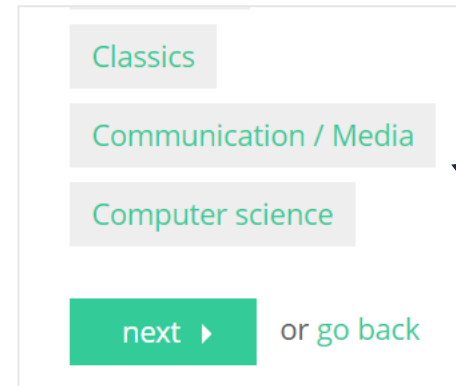 Classics
Communication / Media
Computer science
next or go back